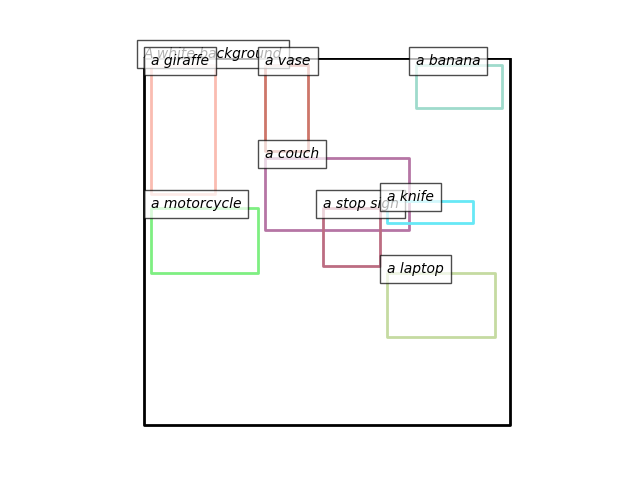 A white background
a giraffe
a vase
a banana
a couch
a knife
a motorcycle
a stop sign
a laptop